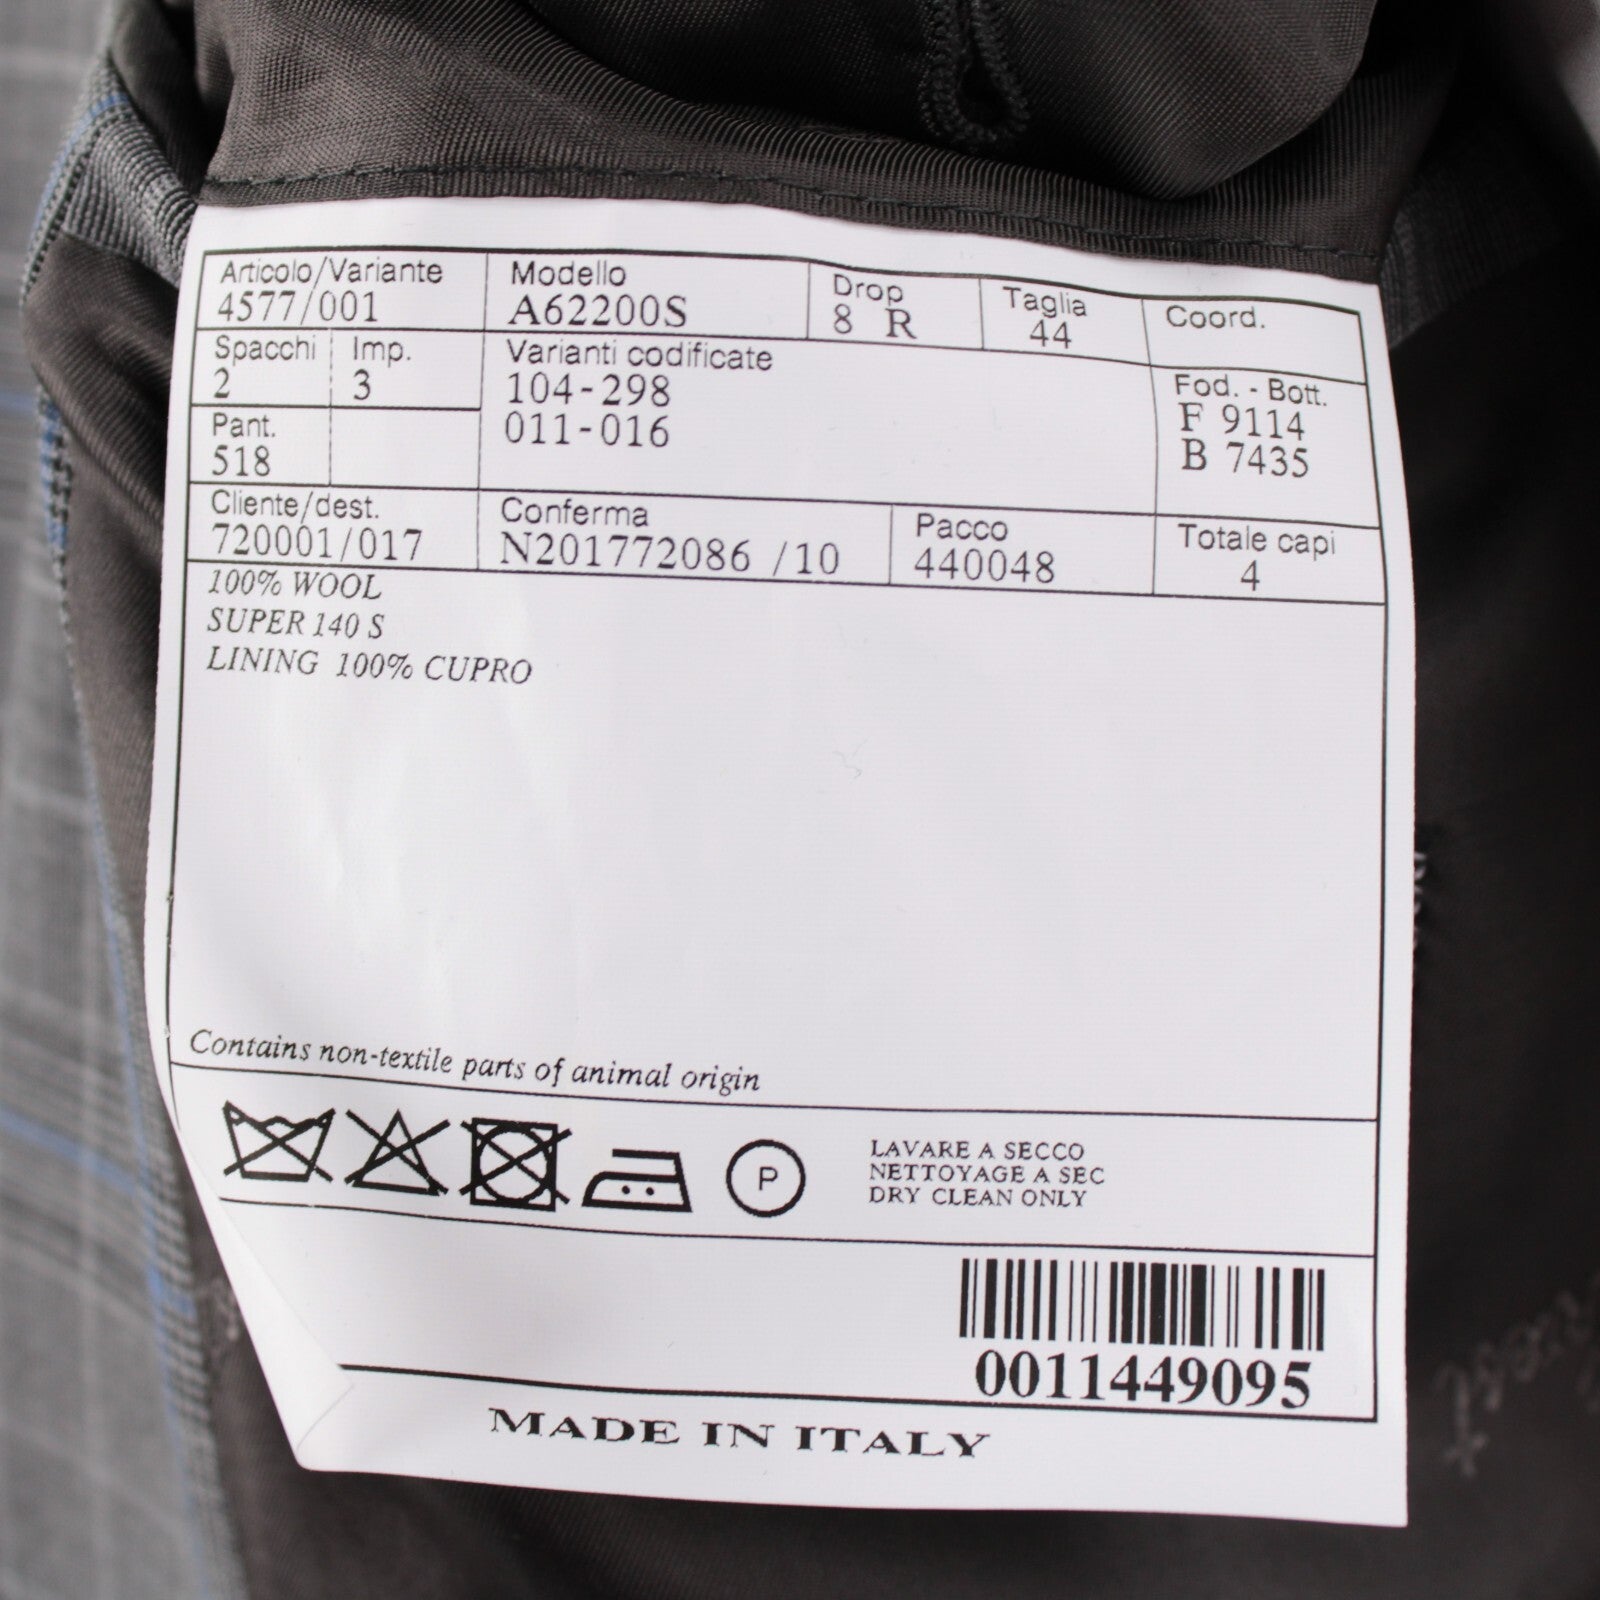 Articolo/Variante Modello Drop Taglia Coord.
4577/001 A62200S 8 R 44
Spacchi Imp. Varianti codificate Fod. - Bott.
2 3 104-298 F 9114
Pant. 011-016 B 7435
518
Cliente/dest. Conferma Pacco Totale capi
720001/017 N201772086 /10 440048 4
100% WOOL
SUPER 140 S
LINING 100% CUPRO
Contains non-textile parts of animal origin
P
LAVARE A SECCO
NETTOYAGE A SEC
DRY CLEAN ONLY
0011449095
MADE IN ITALY